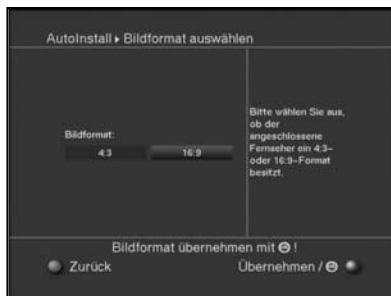 AutoInstall ▸ Bildformat auswählen
Bildformat:
4:3 16:9
Bitte wählen Sie aus,
ob der
angeschlossene
Fernseher ein 4:3-
oder 16:9-Format
besitzt.
Bildformat übernehmen mit !
Zurück Übernehmen /